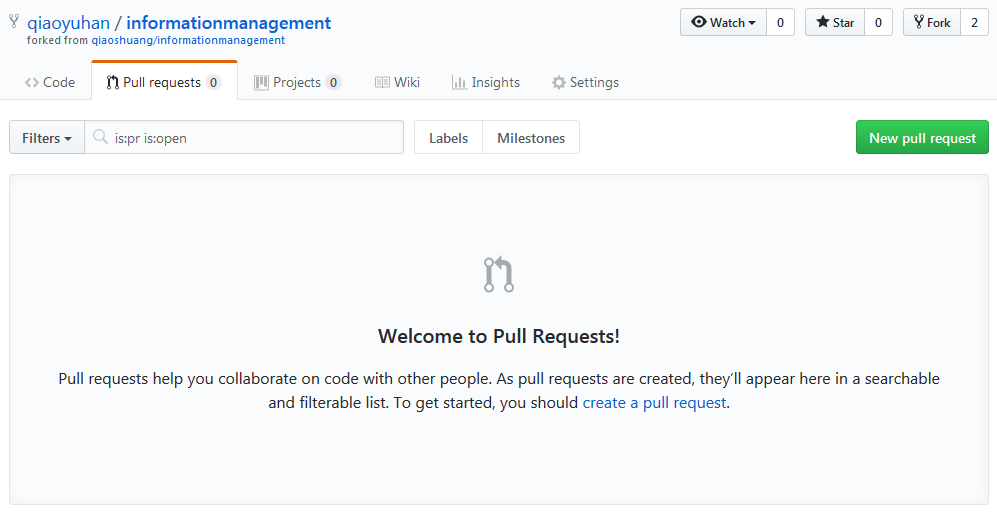 qiaoyuhan / informationmanagement
Watch 0 Star 0 Fork 2
forked from qiaoshuang/informationmanagement
Code Pull requests 0 Projects 0 Wiki Insights Settings
Filters is:pr is:open Labels Milestones New pull request
Welcome to Pull Requests!
Pull requests help you collaborate on code with other people. As pull requests are created, they’ll appear here in a searchable
and filterable list. To get started, you should create a pull request.